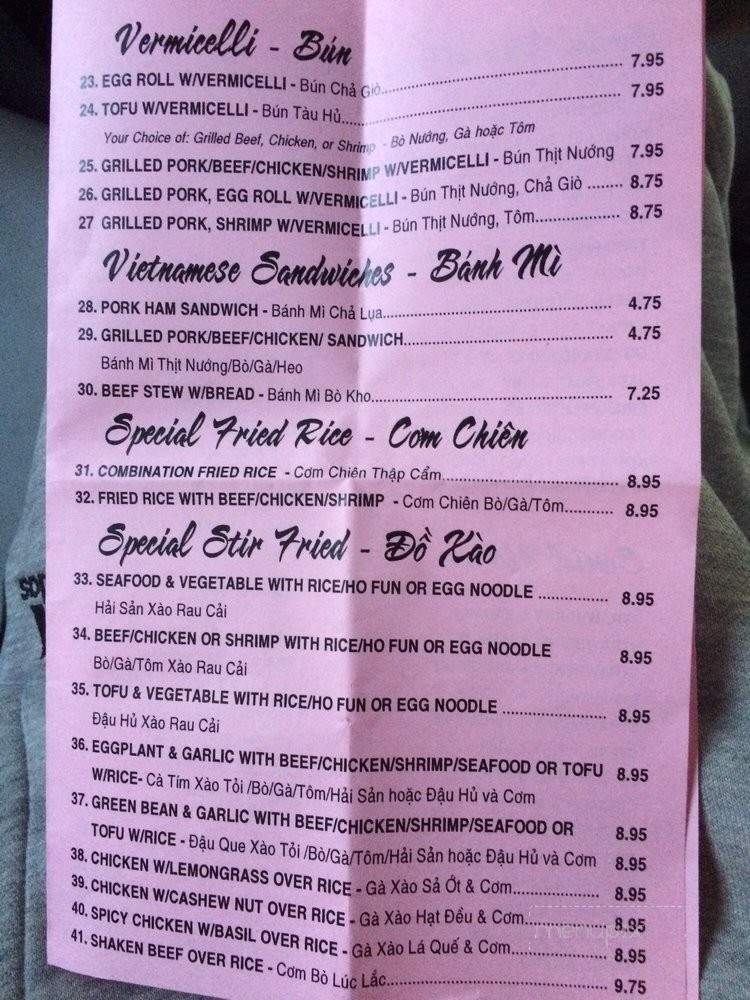 Vermicelli - Bún
23. EGG ROLL W/VERMICELLI - Bún Chả Giò................ 7.95
24. TOFU W/VERMICELLI - Bún Tàu Hủ................ 7.95
Your Choice of: Grilled Beef, Chicken, or Shrimp - Bò Nướng, Gà hoặc Tôm
25. GRILLED PORK/BEEF/CHICKEN/SHRIMP W/VERMICELLI - Bún Thịt Nướng 7.95
26. GRILLED PORK, EGG ROLL W/VERMICELLI - Bún Thịt Nướng, Chả Giò ........ 8.75
27 GRILLED PORK, SHRIMP W/VERMICELLI - Bún Thịt Nướng, Tôm................ 8.75
Vietnamese Sandwiches - Bánh Mì
28. PORK HAM SANDWICH - Bánh Mì Chả Lụa................ 4.75
29. GRILLED PORK/BEEF/CHICKEN/ SANDWICH................ 4.75
Bánh Mì Thịt Nướng/Bò/Gà/Heo
30. BEEF STEW W/BREAD - Bánh Mì Bò Kho................ 7.25
Special Fried Rice - Cơm Chiên
31. COMBINATION FRIED RICE - Cơm Chiên Thập Cẩm................ 8.95
32. FRIED RICE WITH BEEF/CHICKEN/SHRIMP - Cơm Chiên Bò/Gà/Tôm........... 8.95
Special Stir Fried - Đồ Xào
33. SEAFOOD & VEGETABLE WITH RICE/HO FUN OR EGG NOODLE ................ 8.95
Hải Sản Xào Rau Cải
34. BEEF/CHICKEN OR SHRIMP WITH RICE/HO FUN OR EGG NOODLE 8.95
Bò/Gà/Tôm Xào Rau Cải
35. TOFU & VEGETABLE WITH RICE/HO FUN OR EGG NOODLE ................ 8.95
Đậu Hủ Xào Rau Cải
36. EGGPLANT & GARLIC WITH BEEF/CHICKEN/SHRIMP/SEAFOOD OR TOFU 8.95
W/RICE- Cà Tím Xào Tỏi /Bò/Gà/Tôm/Hải Sản hoặc Đậu Hủ và Cơm
37. GREEN BEAN & GARLIC WITH BEEF/CHICKEN/SHRIMP/SEAFOOD OR 8.95
TOFU W/RICE - Đậu Que Xào Tỏi /Bò/Gà/Tôm/Hải Sản hoặc Đậu Hủ và Cơm 8.95
38. CHICKEN W/LEMONGRASS OVER RICE - Gà Xào Sả Ớt & Cơm................ 8.95
39. CHICKEN W/CASHEW NUT OVER RICE - Gà Xào Hạt Đều & Cơm................ 8.95
40. SPICY CHICKEN W/BASIL OVER RICE - Gà Xào Lá Quế & Cơm................ 8.95
41. SHAKEN BEEF OVER RICE - Cơm Bò Lúc Lắc................ 9.75